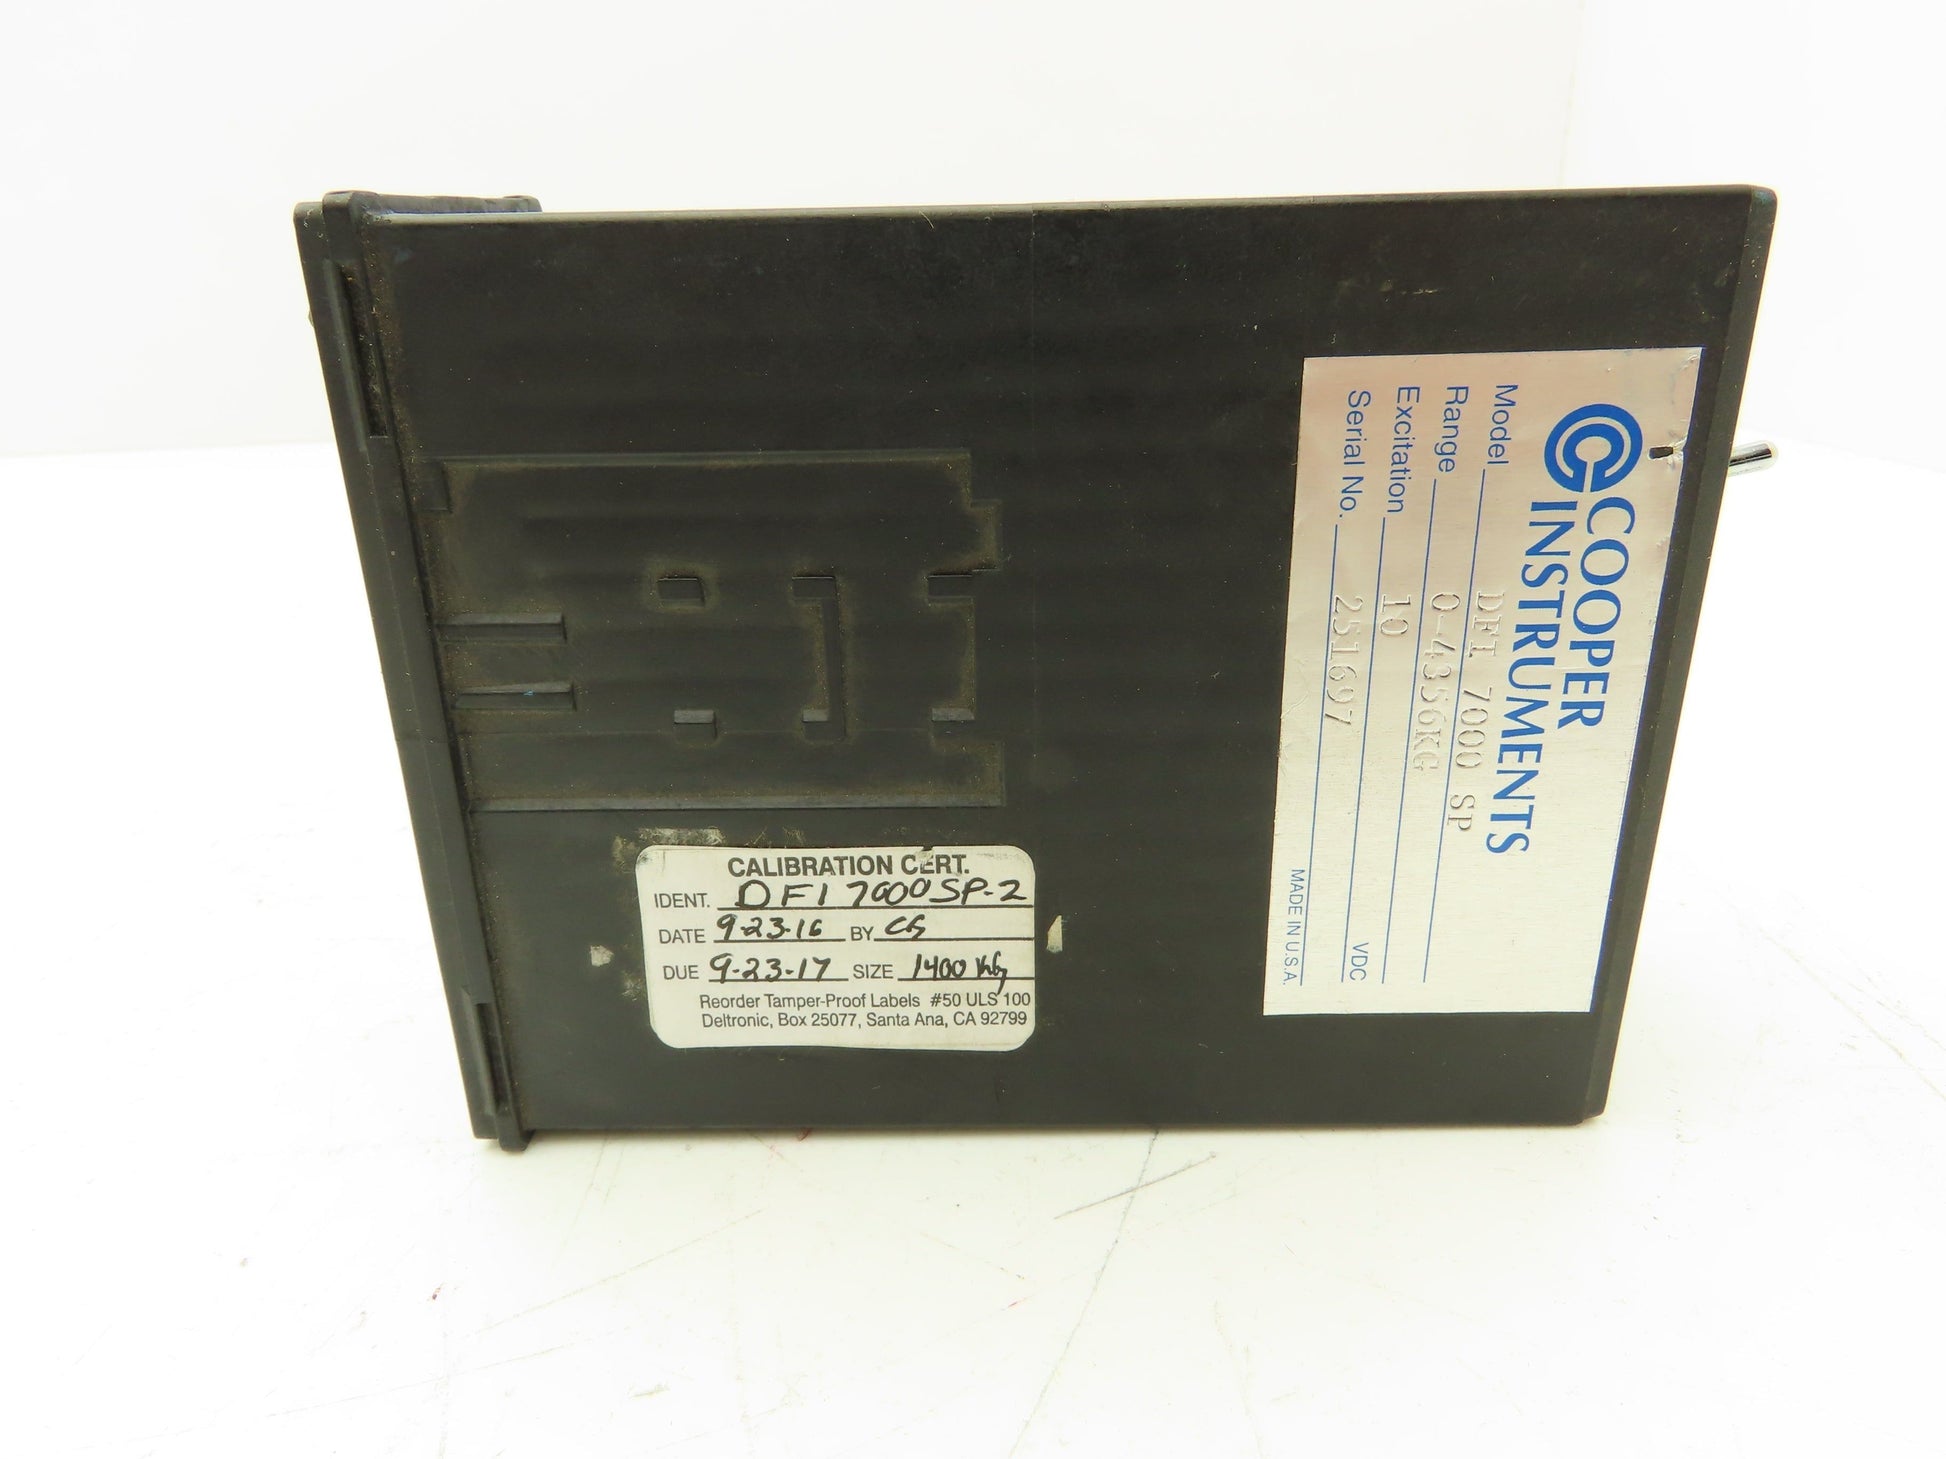 COOPER
INSTRUMENTS
Model DFI 7000 SP
Range 0-4356KG
Excitation 10 VDC
Serial No. 251697
MADE IN U.S.A.
CALIBRATION CERT.
IDENT. DFI 7000SP-2
DATE 9-23-16 BY CG
DUE 9-23-17 SIZE 1400 KG
Reorder Tamper-Proof Labels #50 ULS 100
Deltronic, Box 25077, Santa Ana, CA 92799